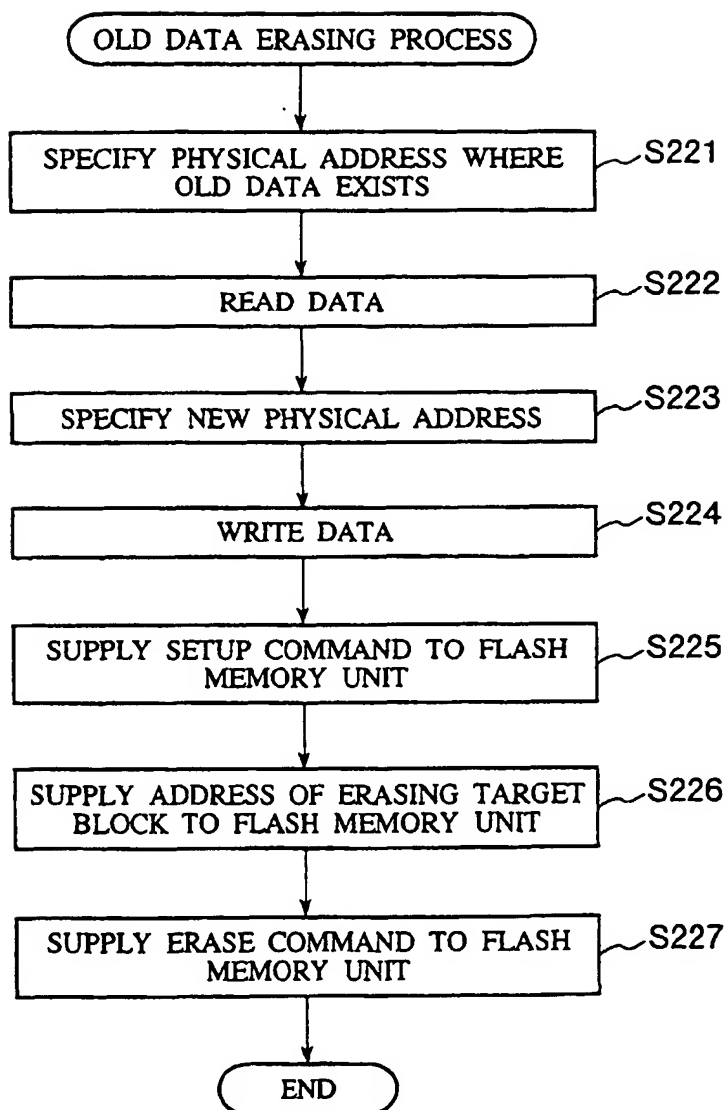 OLD DATA ERASING PROCESS
SPECIFY PHYSICAL ADDRESS WHERE
OLD DATA EXISTS
S221
READ DATA
S222
SPECIFY NEW PHYSICAL ADDRESS
S223
WRITE DATA
S224
SUPPLY SETUP COMMAND TO FLASH
MEMORY UNIT
S225
SUPPLY ADDRESS OF ERASING TARGET
BLOCK TO FLASH MEMORY UNIT
S226
SUPPLY ERASE COMMAND TO FLASH
MEMORY UNIT
S227
END